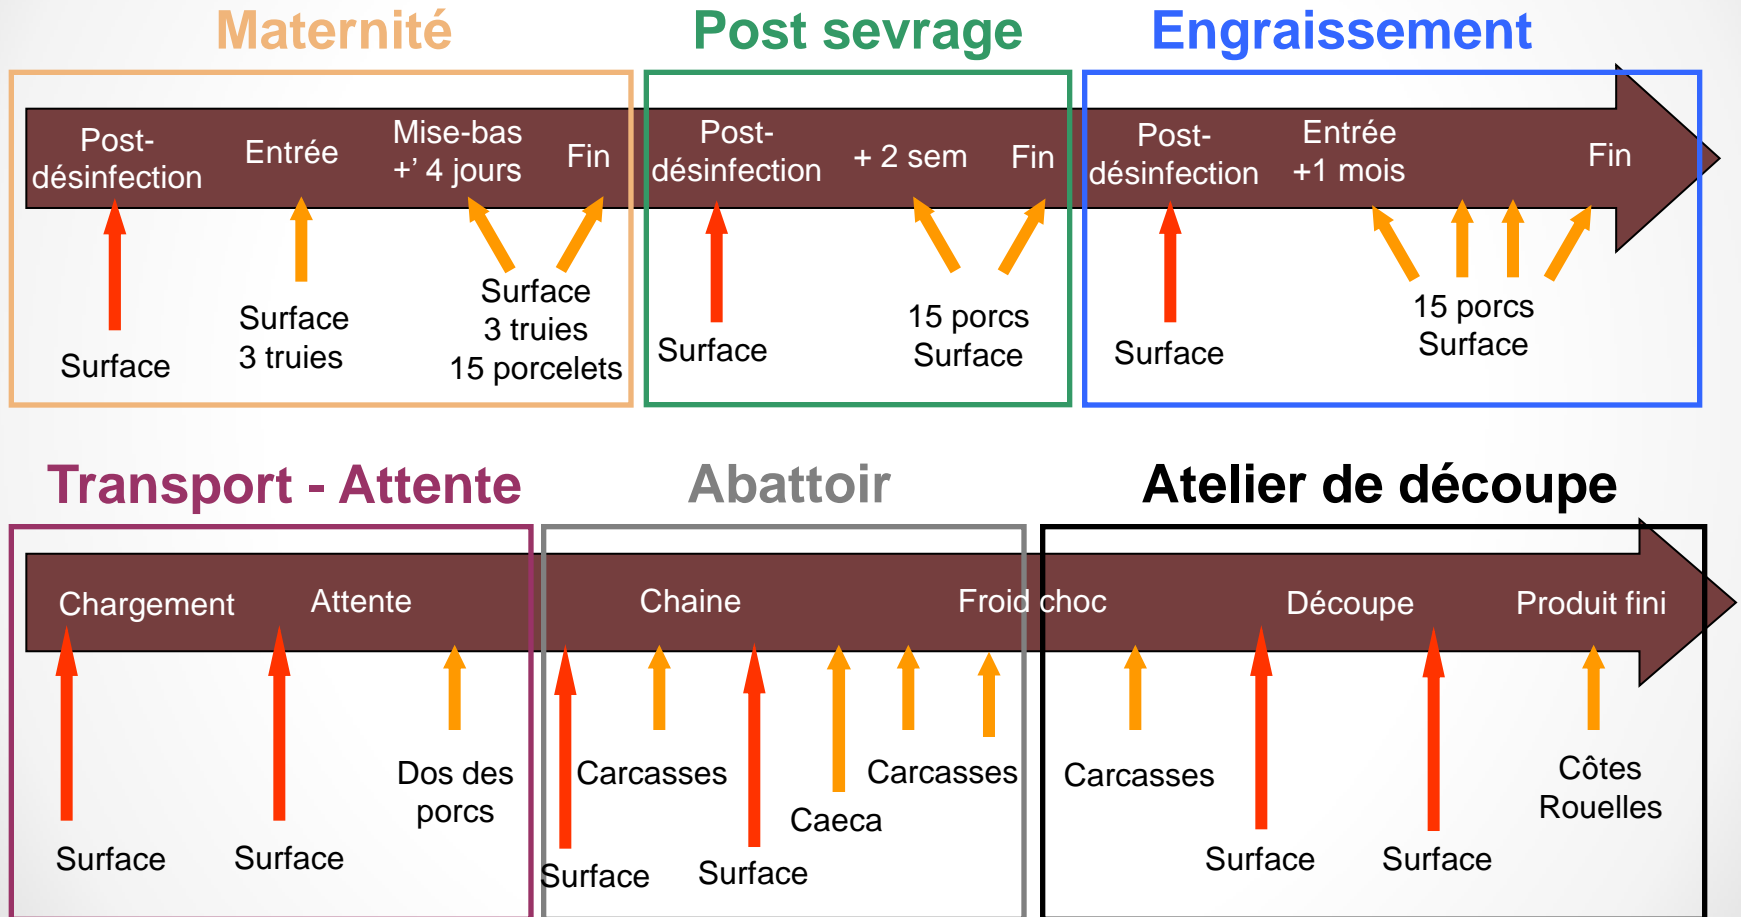 Maternité
Post sevrage
Engraissement
Post-
désinfection
Entrée
Mise-bas
+’ 4 jours
Fin
Post-
désinfection
+ 2 sem
Fin
Post-
désinfection
Entrée
+1 mois
Fin
Surface
Surface
3 truies
Surface
3 truies
15 porcelets
Surface
15 porcs
Surface
Surface
15 porcs
Surface
Transport - Attente
Abattoir
Atelier de découpe
Chargement
Attente
Chaine
Froid choc
Découpe
Produit fini
Surface
Surface
Dos des
porcs
Surface
Carcasses
Surface
Caeca
Carcasses
Carcasses
Surface
Surface
Côtes
Rouelles